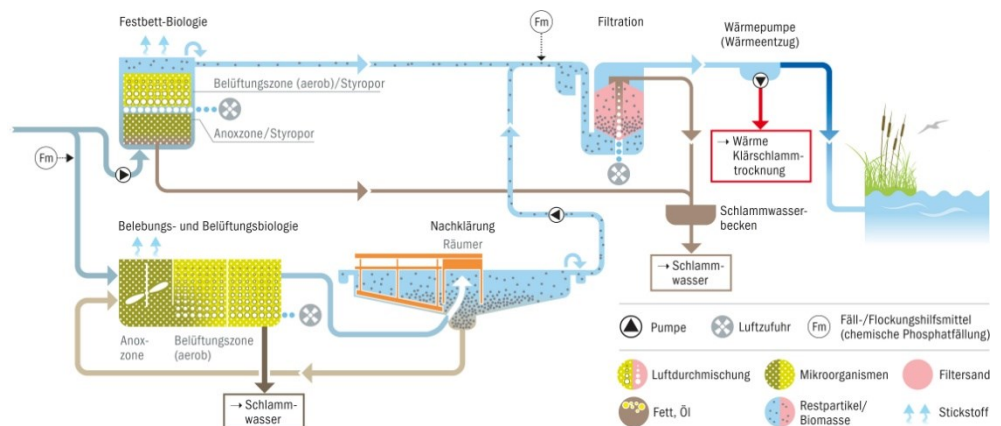 Festbett-Biologie
Fm
Filtration
Wärmepumpe
(Wärmeentzug)
Belüftungszone (aerob)/Styropor
Anoxzone/Styropor
Fm
→ Wärme
Klärschlamm-
trocknung
Schlammwasser-
becken
Belebungs- und Belüftungsbiologie
Nachklärung
Räumer
→ Schlamm-
wasser
Anox-
zone
Belüftungszone
(aerob)
→ Schlamm-
wasser
Pumpe
Luftzufuhr
Fm
Fäll-/Flockungshilfsmittel
(chemische Phosphatfällung)
Luftdurchmischung
Mikroorganismen
Filtersand
Fett, Öl
Restpartikel/
Biomasse
Stickstoff